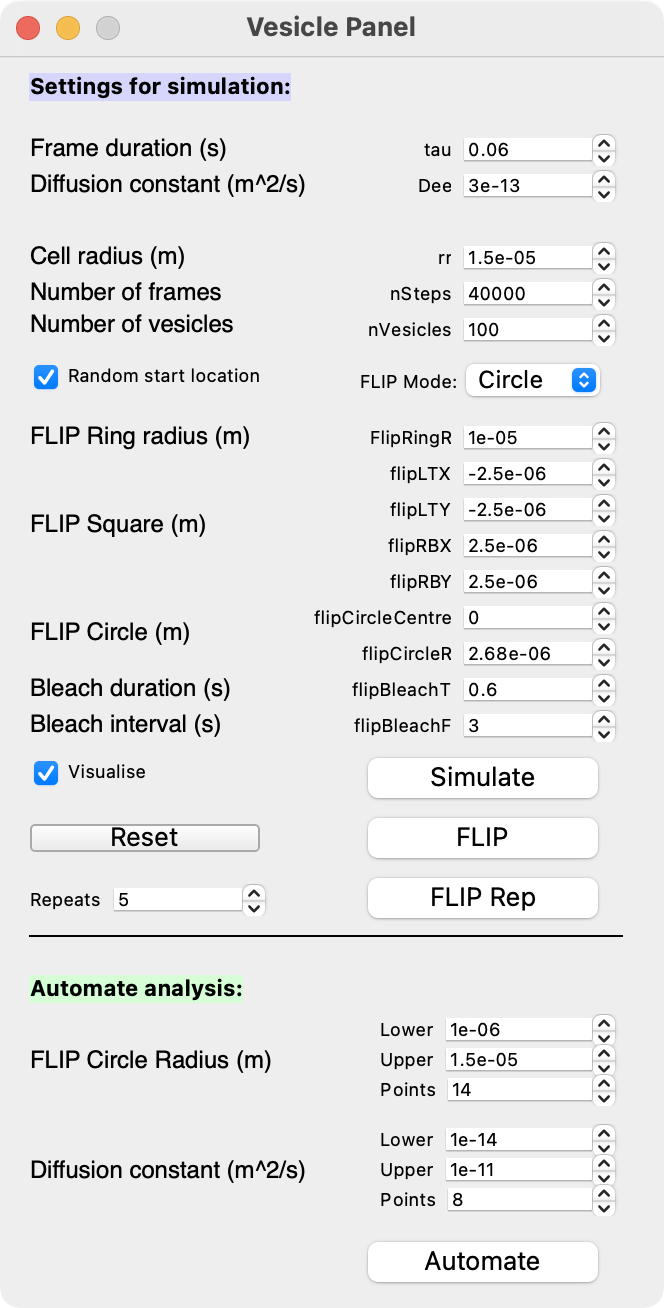 Vesicle Panel
Settings for simulation:
Frame duration (s) tau 0.06
Diffusion constant (m^2/s) Dee 3e-13
Cell radius (m) rr 1.5e-05
Number of frames nSteps 40000
Number of vesicles nVesicles 100
Random start location FLIP Mode: Circle
FLIP Ring radius (m) FlipRingR 1e-05
flipLTX -2.5e-06
flipLTY -2.5e-06
FLIP Square (m)
flipRBX 2.5e-06
flipRBY 2.5e-06
flipCircleCentre 0
FLIP Circle (m)
flipCircleR 2.68e-06
Bleach duration (s) flipBleachT 0.6
Bleach interval (s) flipBleachF 3
Visualise Simulate
Reset FLIP
Repeats 5 FLIP Rep
Automate analysis:
Lower 1e-06
FLIP Circle Radius (m) Upper 1.5e-05
Points 14
Lower 1e-14
Diffusion constant (m^2/s) Upper 1e-11
Points 8
Automate